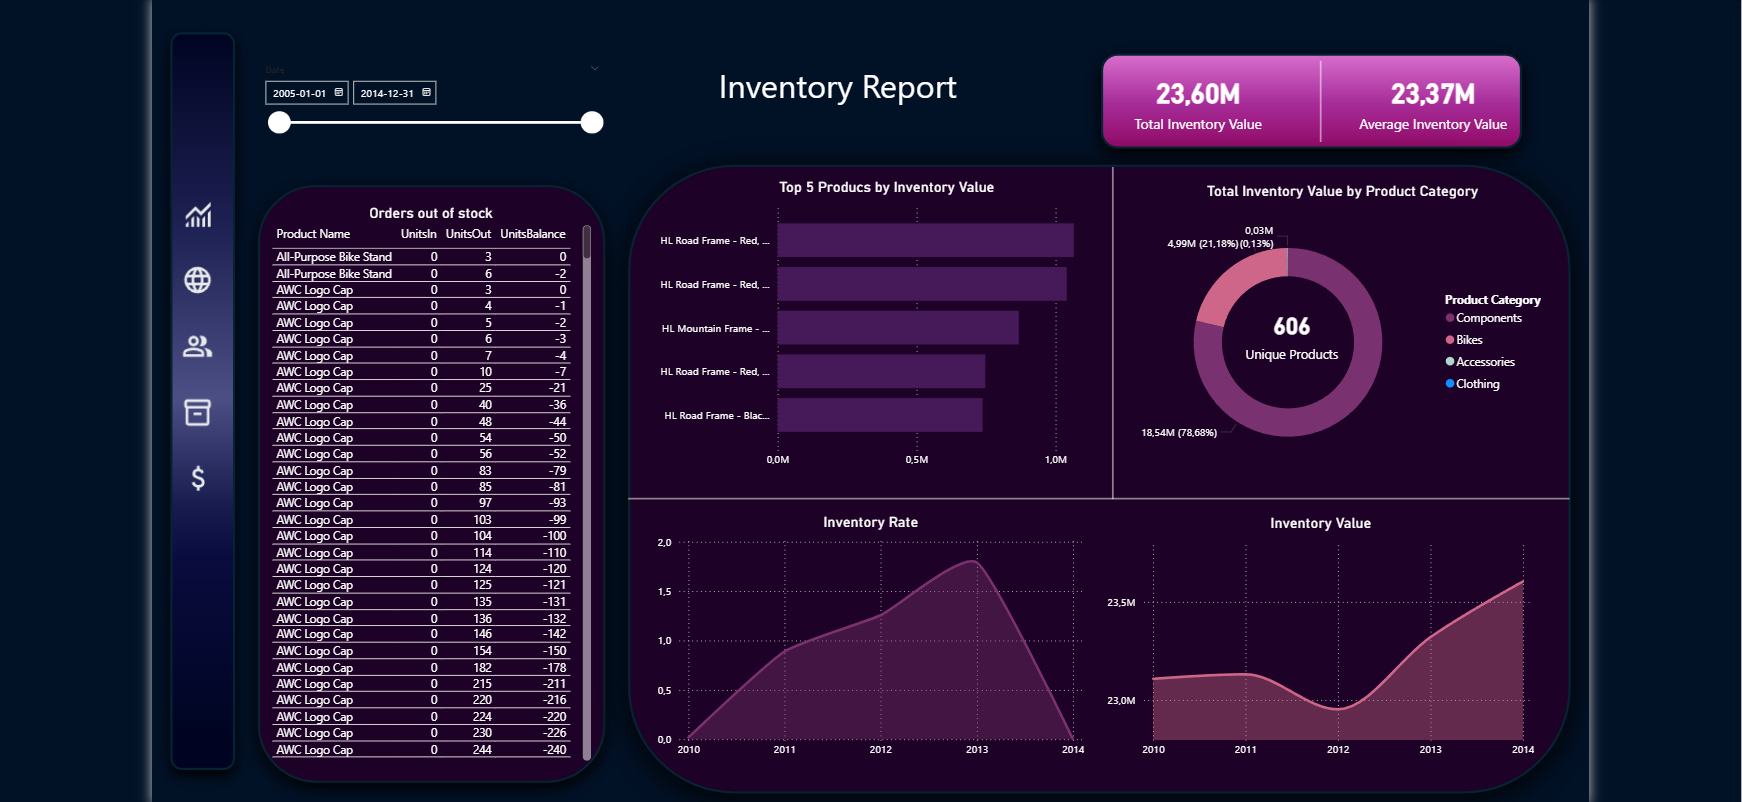 Date
2005-01-01 2014-12-31
Inventory Report
23,60M
Total Inventory Value
23,37M
Average Inventory Value
Orders out of stock
Product Name UnitsIn UnitsOut UnitsBalance
All-Purpose Bike Stand 0 3 0
All-Purpose Bike Stand 0 6 -2
AWC Logo Cap 0 3 0
AWC Logo Cap 0 4 -1
AWC Logo Cap 0 5 -2
AWC Logo Cap 0 6 -3
AWC Logo Cap 0 7 -4
AWC Logo Cap 0 10 -7
AWC Logo Cap 0 25 -21
AWC Logo Cap 0 40 -36
AWC Logo Cap 0 48 -44
AWC Logo Cap 0 54 -50
AWC Logo Cap 0 56 -52
AWC Logo Cap 0 83 -79
AWC Logo Cap 0 85 -81
AWC Logo Cap 0 97 -93
AWC Logo Cap 0 103 -99
AWC Logo Cap 0 104 -100
AWC Logo Cap 0 114 -110
AWC Logo Cap 0 124 -120
AWC Logo Cap 0 125 -121
AWC Logo Cap 0 135 -131
AWC Logo Cap 0 136 -132
AWC Logo Cap 0 146 -142
AWC Logo Cap 0 154 -150
AWC Logo Cap 0 182 -178
AWC Logo Cap 0 215 -211
AWC Logo Cap 0 220 -216
AWC Logo Cap 0 224 -220
AWC Logo Cap 0 230 -226
AWC Logo Cap 0 244 -240
Top 5 Producs by Inventory Value
HL Road Frame - Red, ...
HL Road Frame - Red, ...
HL Mountain Frame - ...
HL Road Frame - Red, ...
HL Road Frame - Blac...
0,0M 0,5M 1,0M
Total Inventory Value by Product Category
0,03M
4,99M (21,18%) (0,13%)
606
Unique Products
18,54M (78,68%)
Product Category
Components
Bikes
Accessories
Clothing
Inventory Rate
2,0
1,5
1,0
0,5
0,0
2010 2011 2012 2013 2014
Inventory Value
23,5M
23,0M
2010 2011 2012 2013 2014